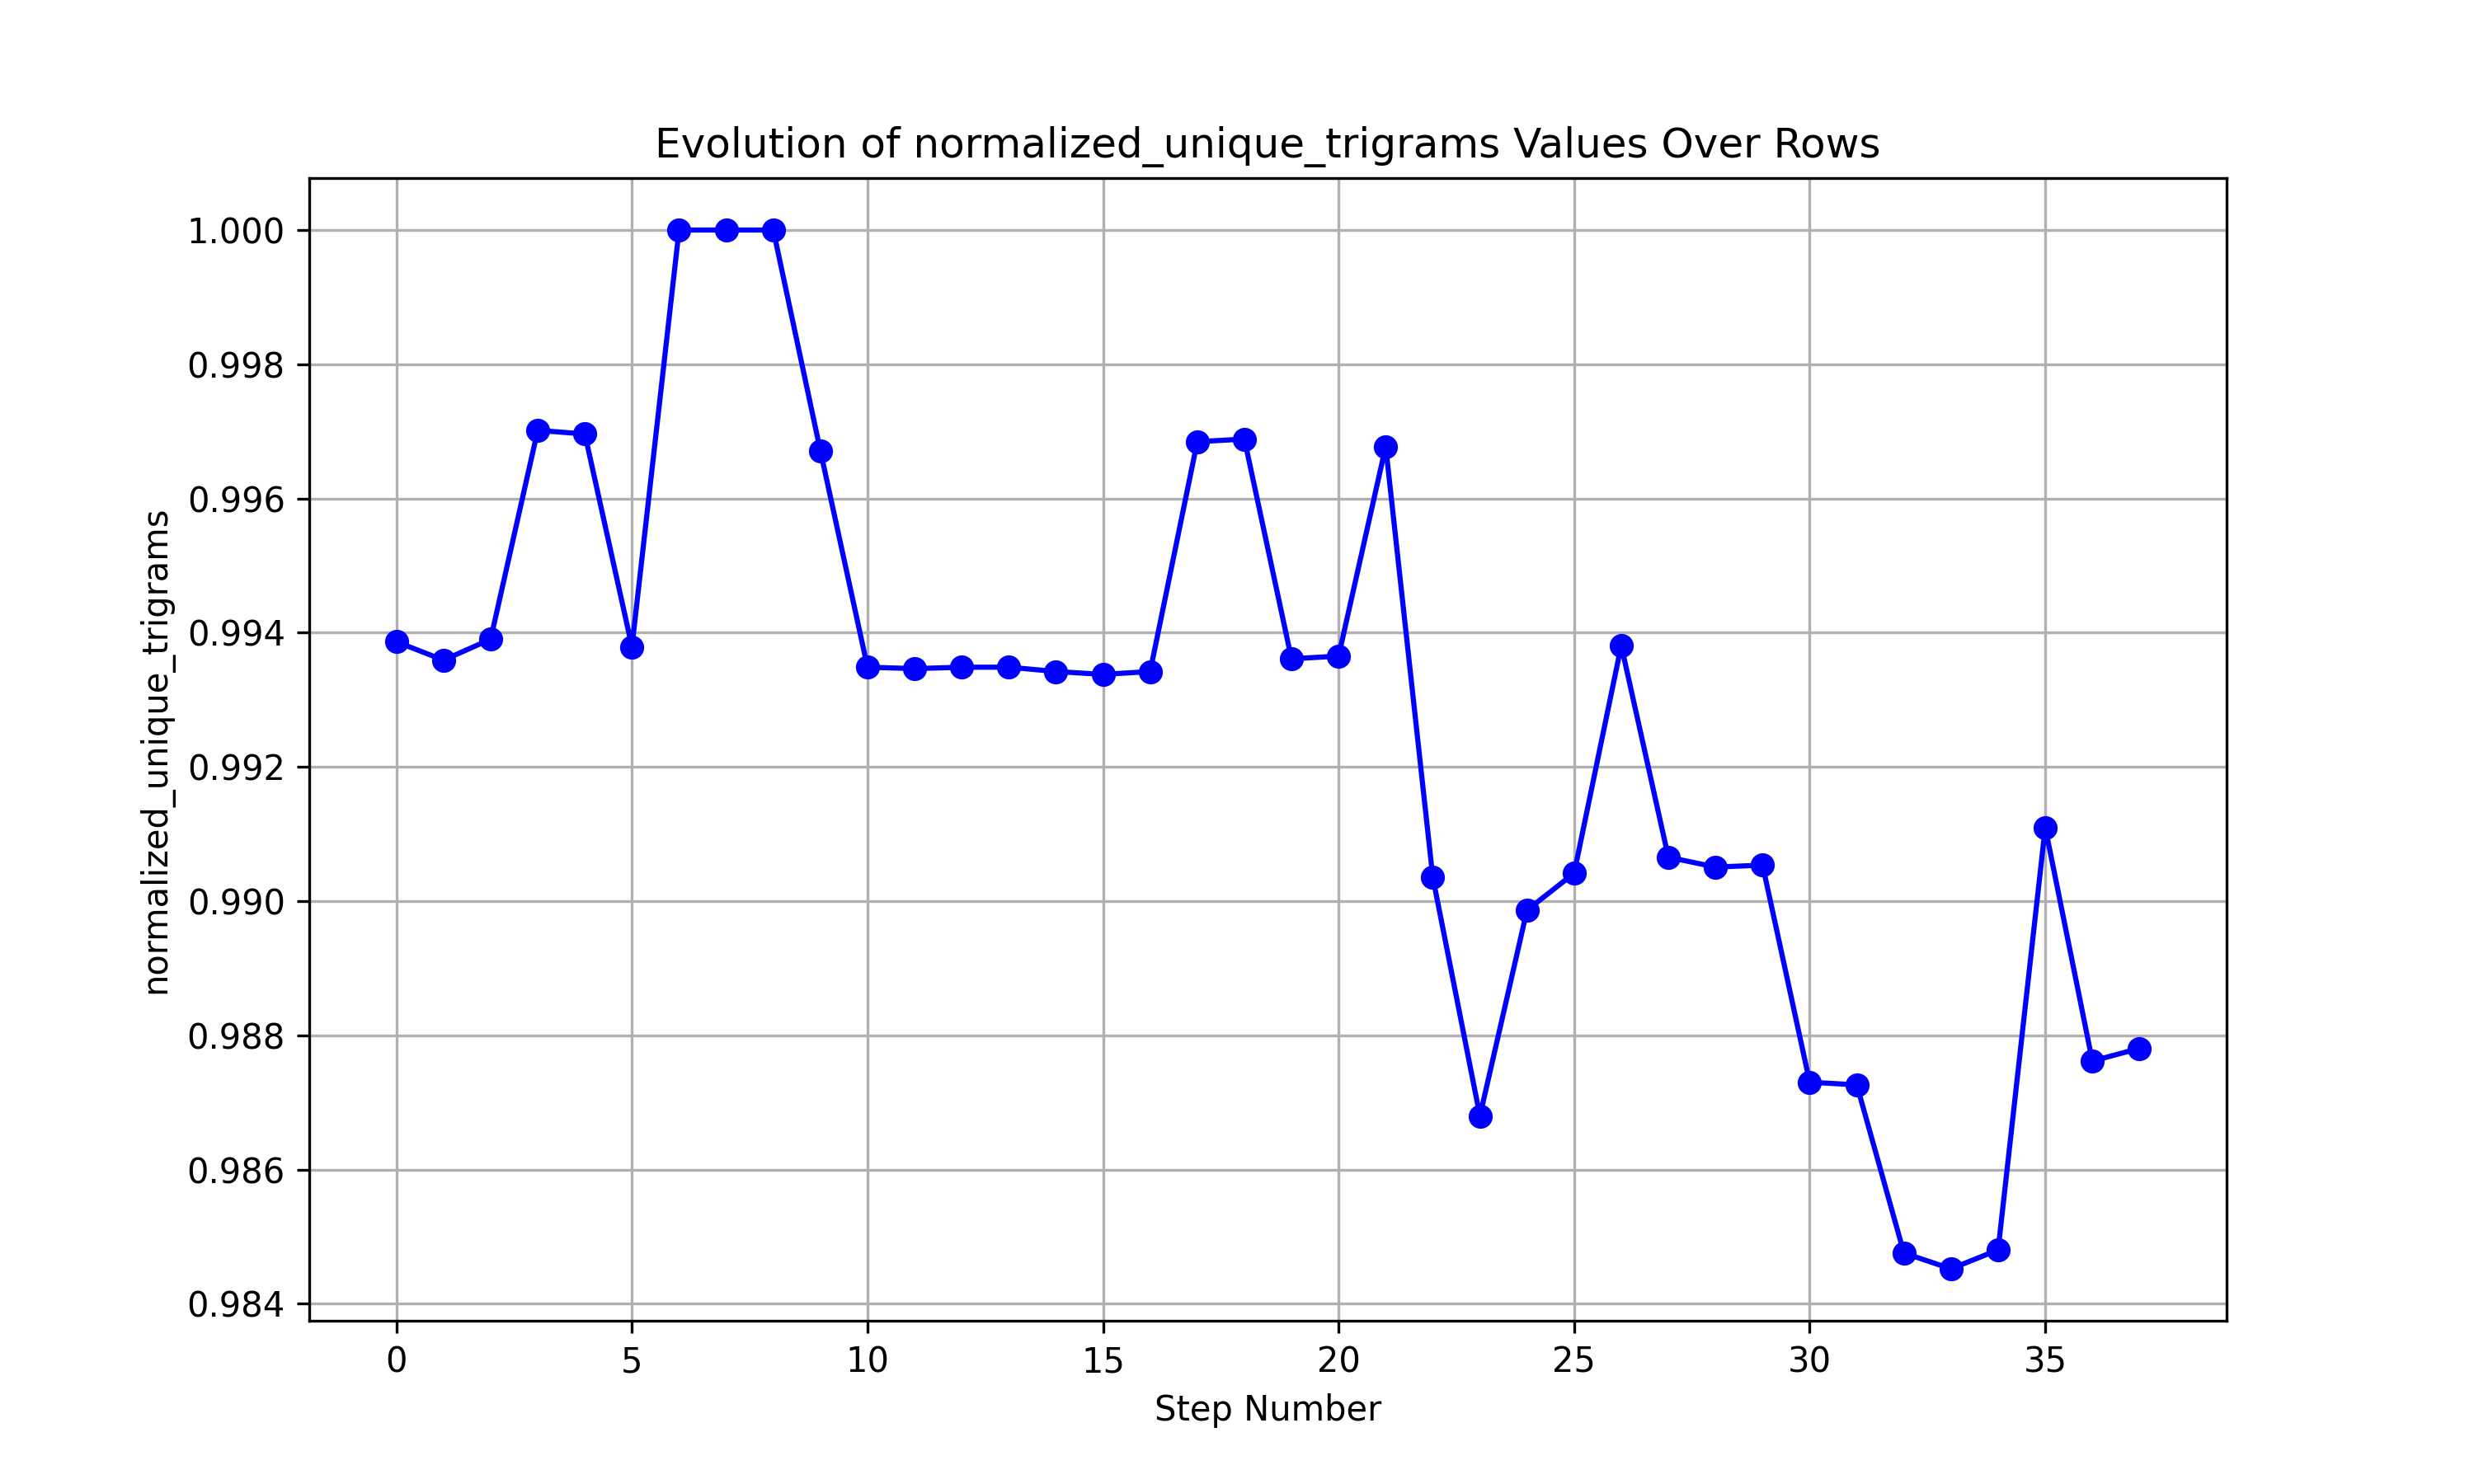 Evolution of normalized_unique_trigrams Values Over Rows
normalized_unique_trigrams
1.000
0.998
0.996
0.994
0.992
0.990
0.988
0.986
0.984
0 5 10 15 20 25 30 35
Step Number